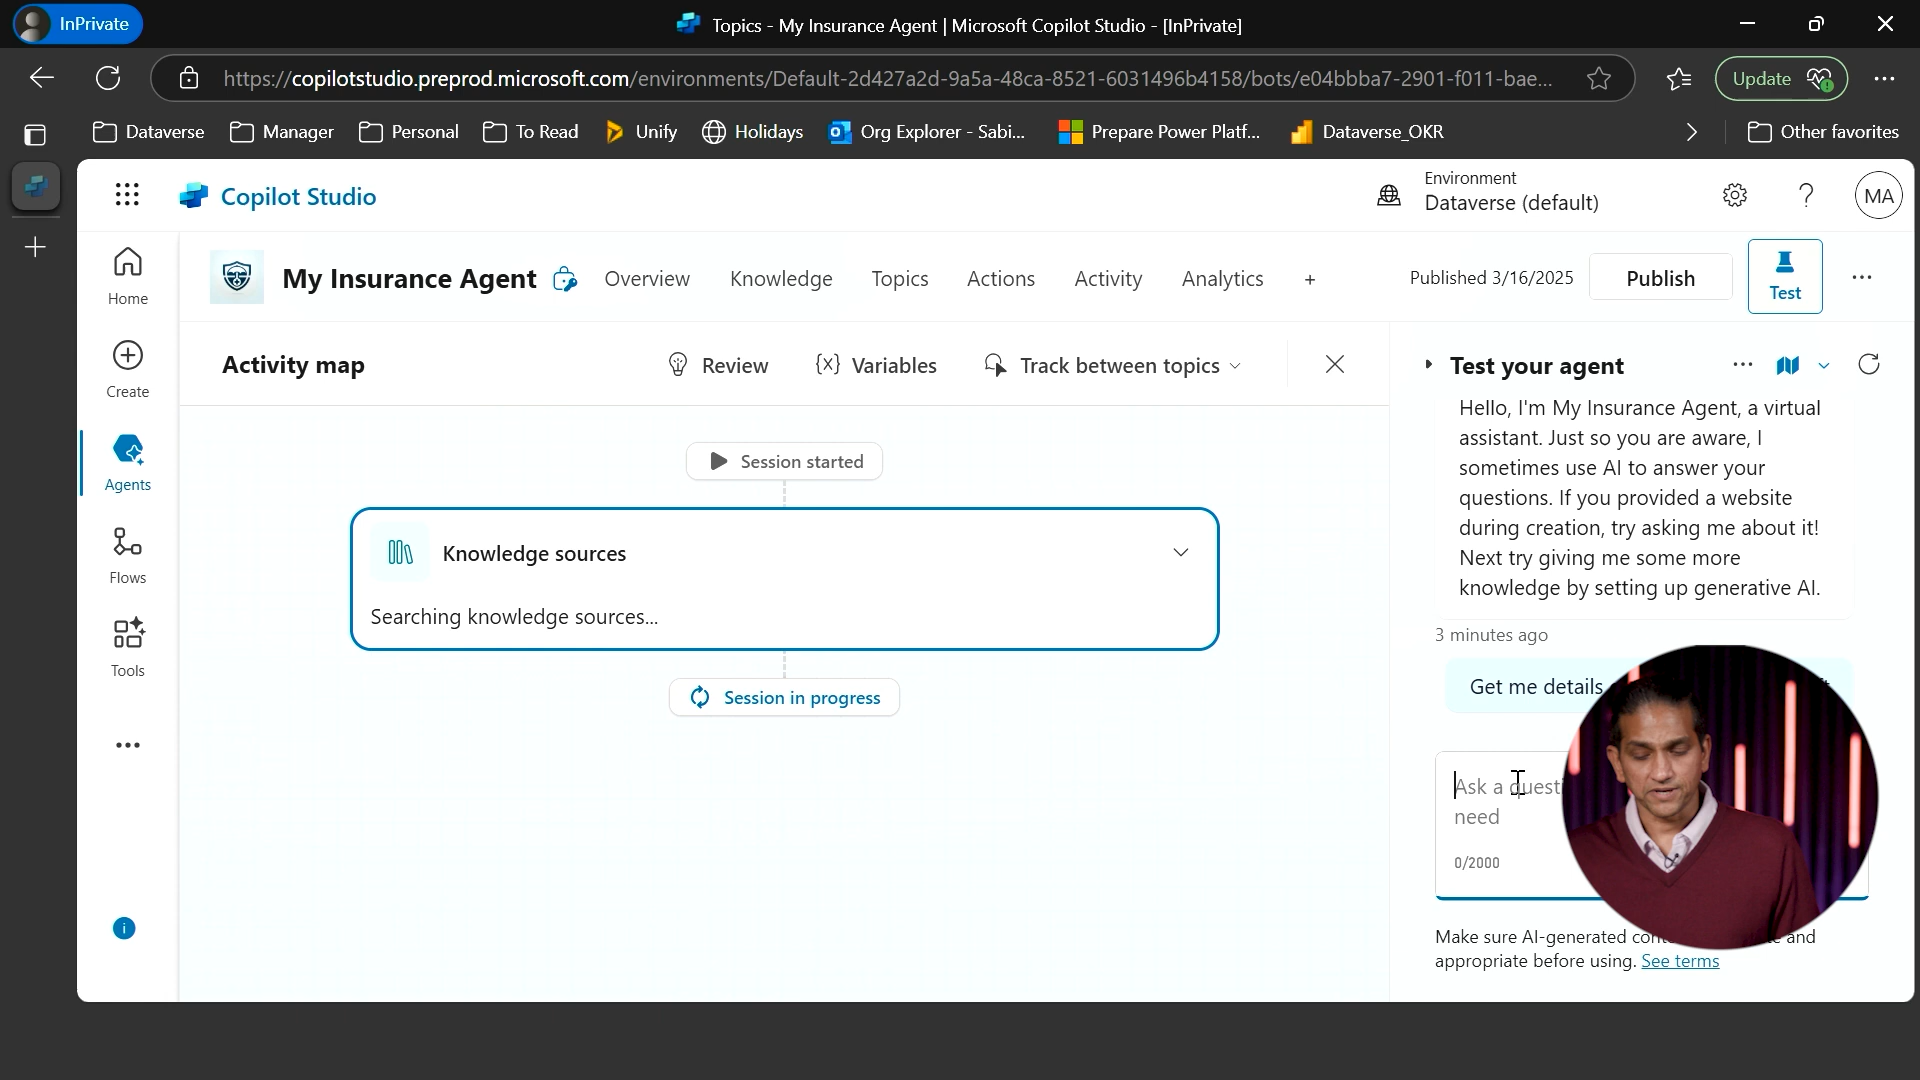 InPrivate
Topics - My Insurance Agent | Microsoft Copilot Studio - [InPrivate]
https://copilotstudio.preprod.microsoft.com/environments/Default-2d427a2d-9a5a-48ca-8521-6031496b4158/bots/e04bbba7-2901-f011-bae...
Update
Dataverse
Manager
Personal
To Read
Unify
Holidays
Org Explorer - Sabi...
Prepare Power Platf...
Dataverse_OKR
Other favorites
Copilot Studio
Environment
Dataverse (default)
MA
Home
Create
Agents
Flows
Tools
My Insurance Agent
Overview
Knowledge
Topics
Actions
Activity
Analytics
Published 3/16/2025
Publish
Test
Activity map
Review
Variables
Track between topics
Session started
Knowledge sources
Searching knowledge sources...
Session in progress
Test your agent
Hello, I'm My Insurance Agent, a virtual
assistant. Just so you are aware, I
sometimes use AI to answer your
questions. If you provided a website
during creation, try asking me about it!
Next try giving me some more
knowledge by setting up generative AI.
3 minutes ago
Get me details
Ask a
need
0/2000
Make sure AI-generated and
appropriate before using. See terms